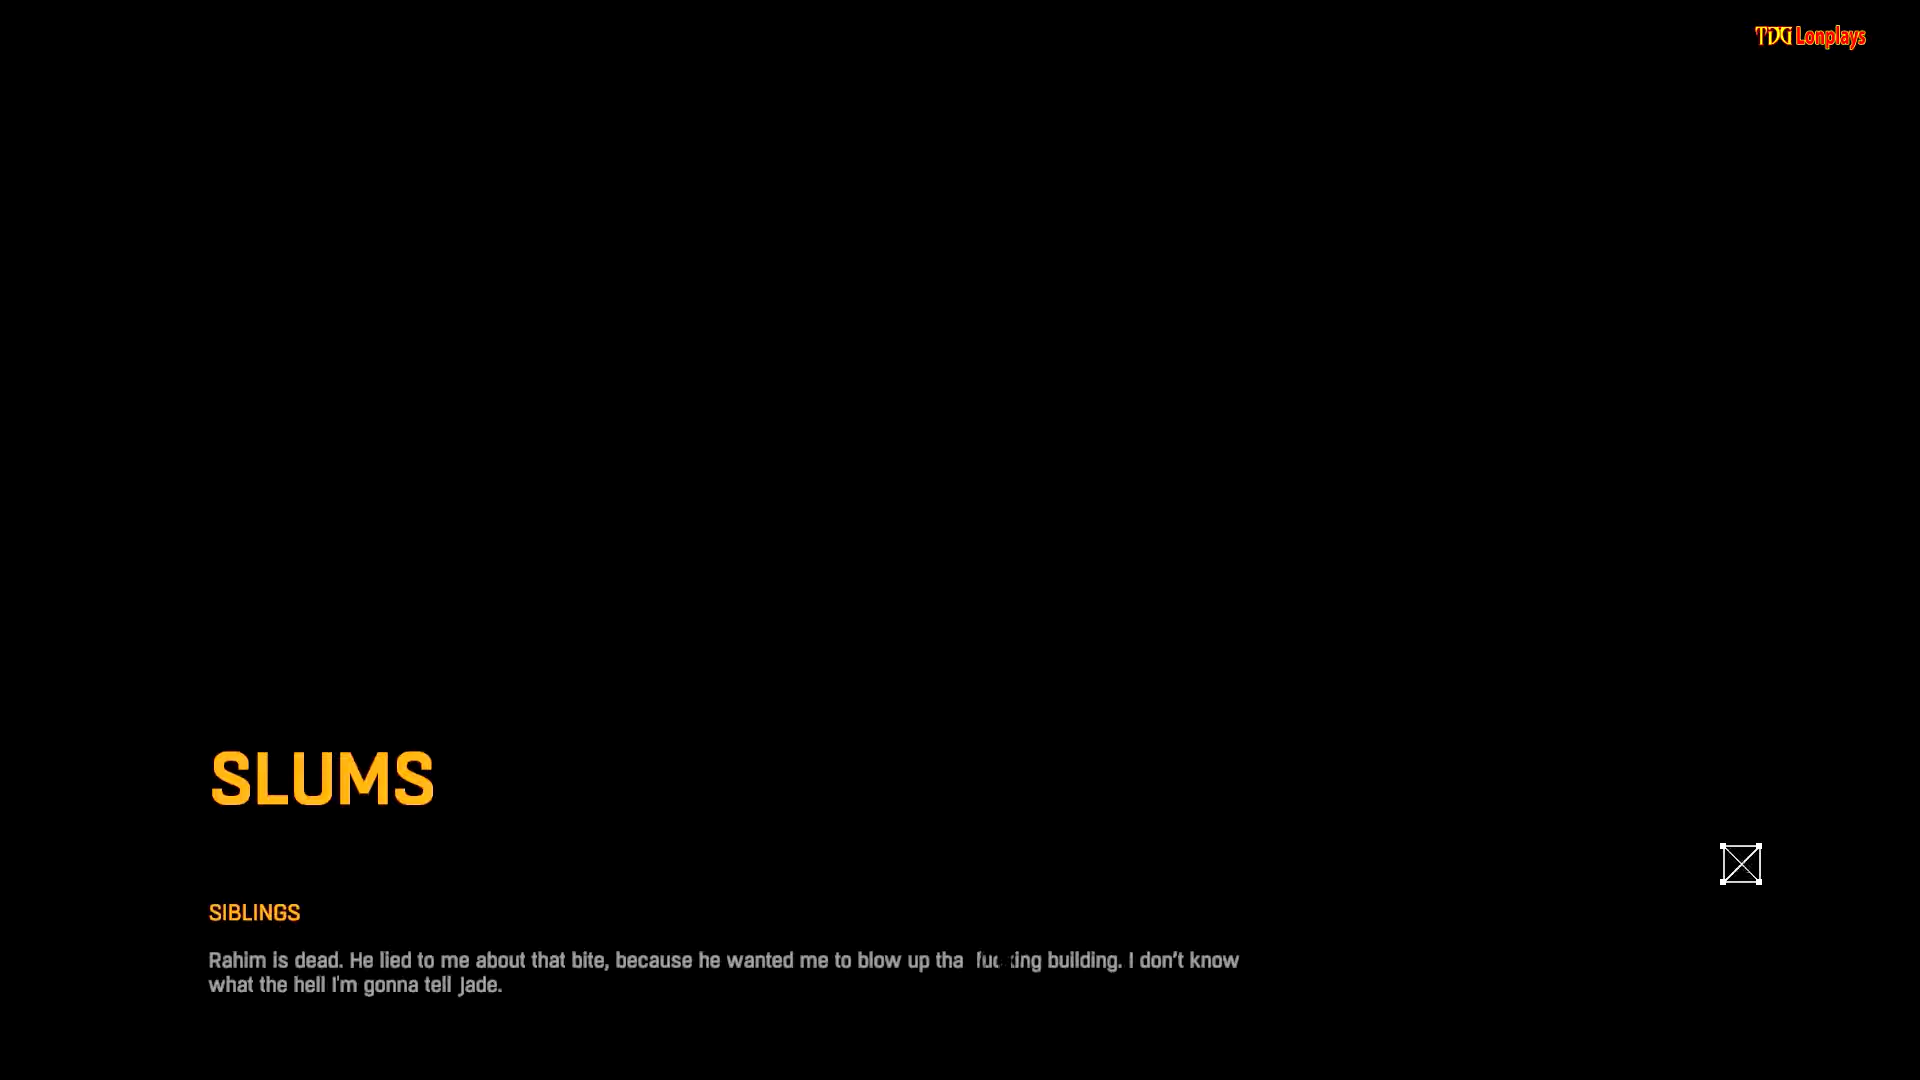 TDG Lonplays
SLUMS
SIBLINGS
Rahim is dead. He lied to me about that bite, because he wanted me to blow up tha building. I don't know
what the hell I'm gonna tell Jade.